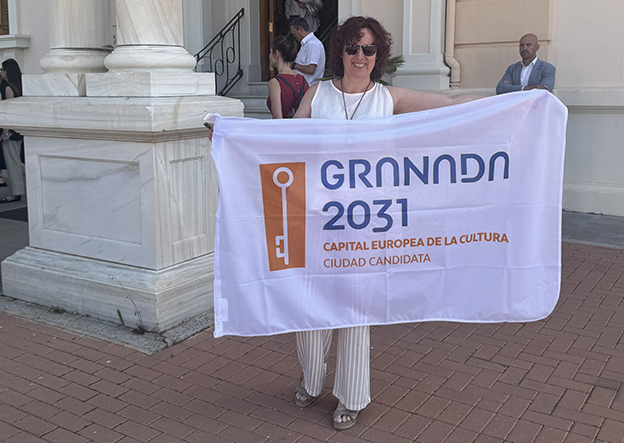 GRANADA
2031
CAPITAL EUROPEA DE LA CULTURA
CIUDAD CANDIDATA